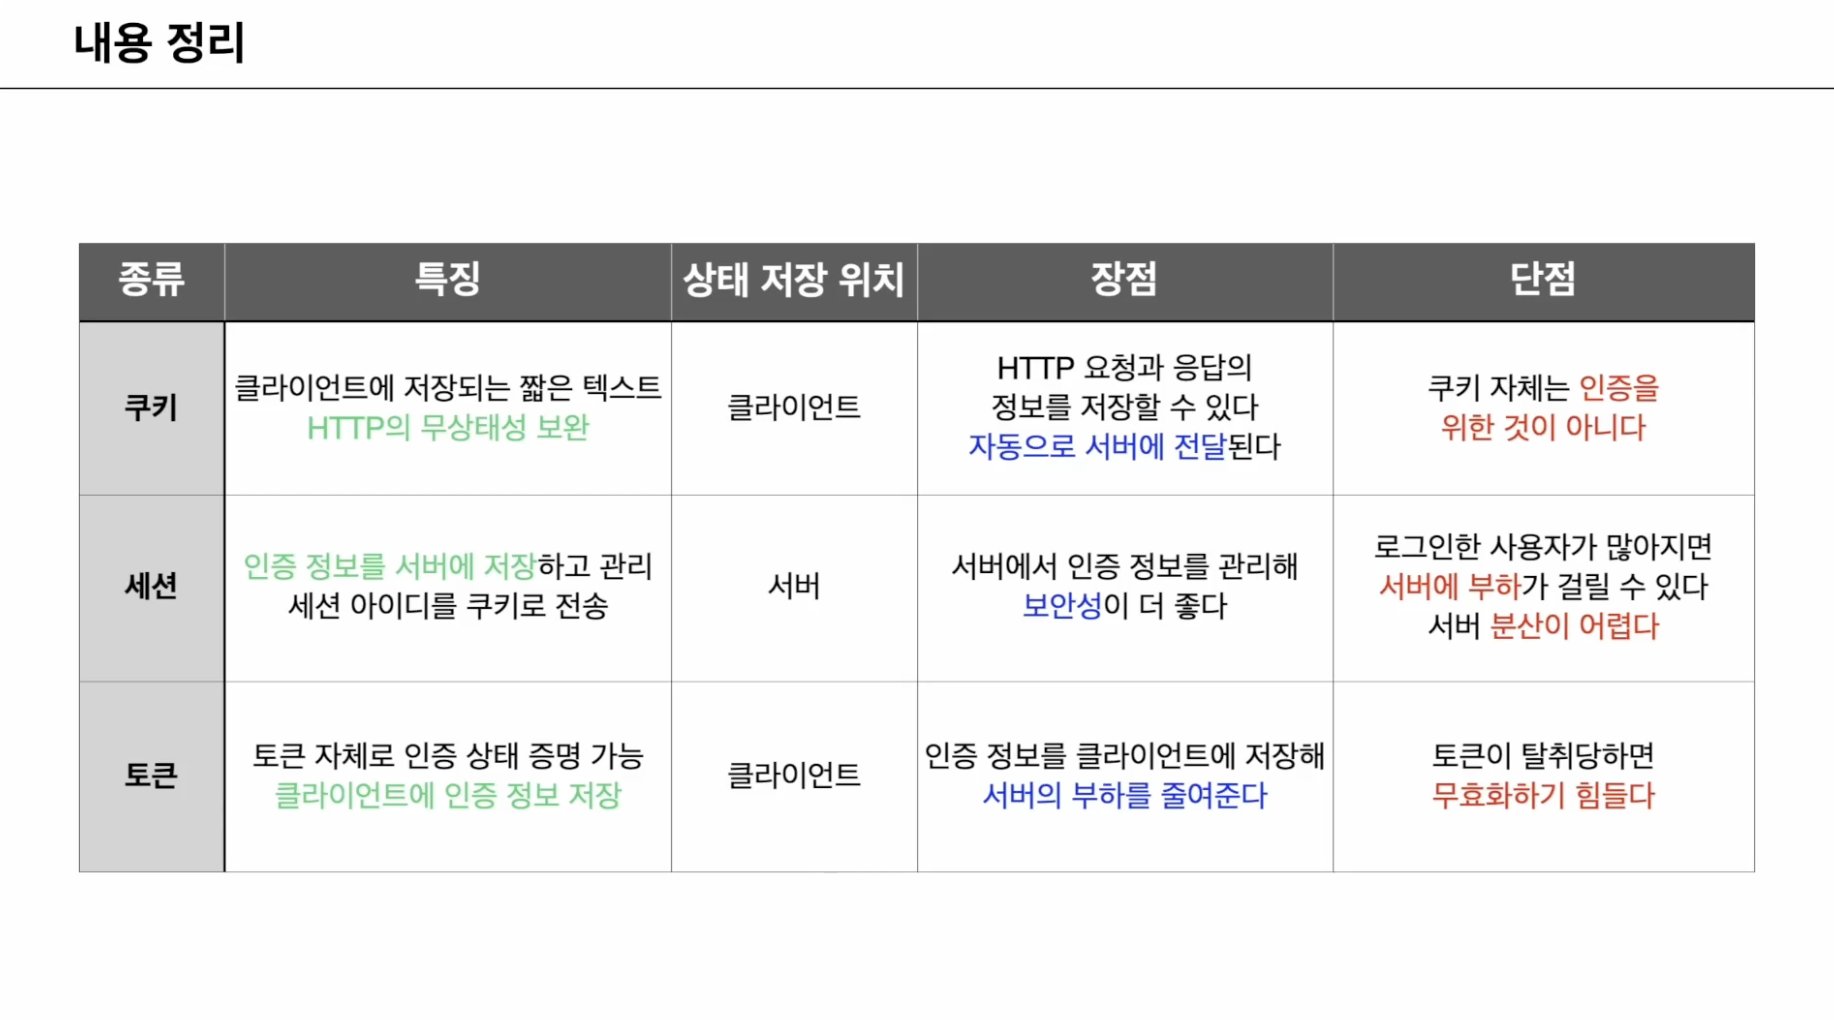 내용 정리
종류
특징
상태 저장 위치
장점
단점
쿠키
클라이언트에 저장되는 짧은 텍스트
HTTP의 무상태성 보완
클라이언트
HTTP 요청과 응답의
정보를 저장할 수 있다
자동으로 서버에 전달된다
쿠키 자체는 인증을
위한 것이 아니다
세션
인증 정보를 서버에 저장하고 관리
세션 아이디를 쿠키로 전송
서버
서버에서 인증 정보를 관리해
보안성이 더 좋다
로그인한 사용자가 많아지면
서버에 부하가 걸릴 수 있다
서버 분산이 어렵다
토큰
토큰 자체로 인증 상태 증명 가능
클라이언트에 인증 정보 저장
클라이언트
인증 정보를 클라이언트에 저장해
서버의 부하를 줄여준다
토큰이 탈취당하면
무효화하기 힘들다